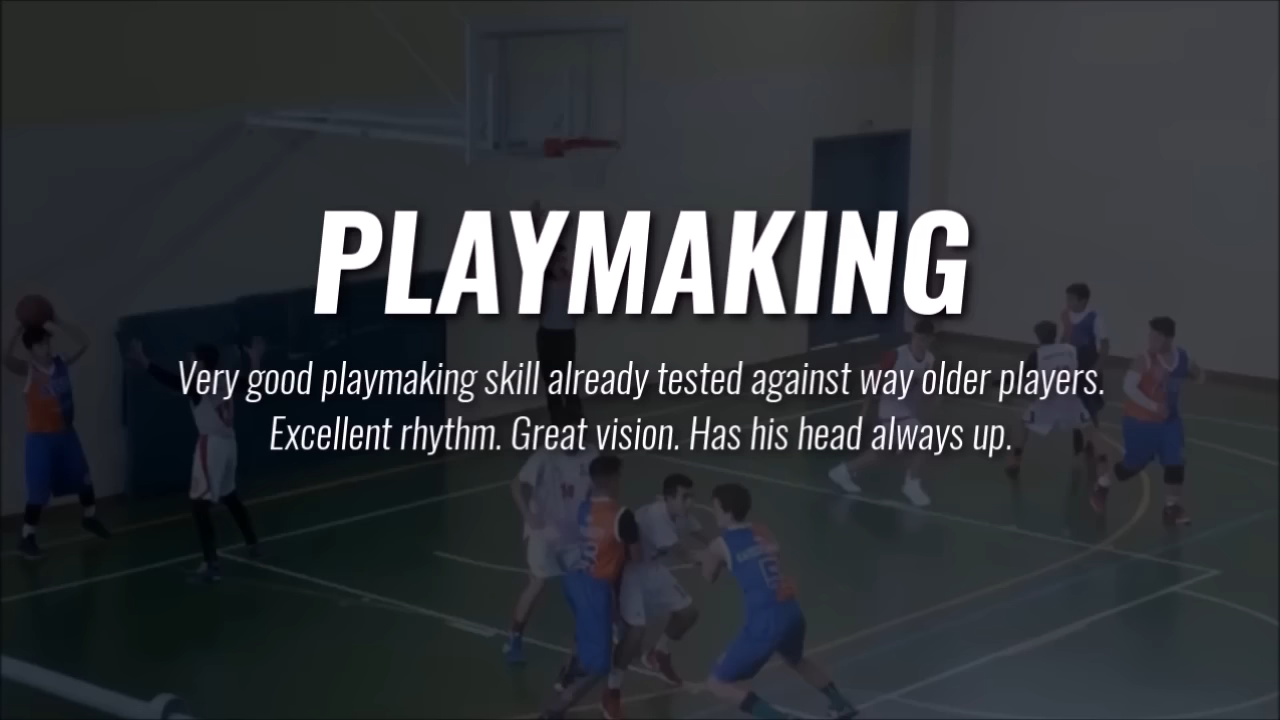 PLAYMAKING
Very good playmaking skill already tested against way older players.
Excellent rhythm. Great vision. Has his head always up.